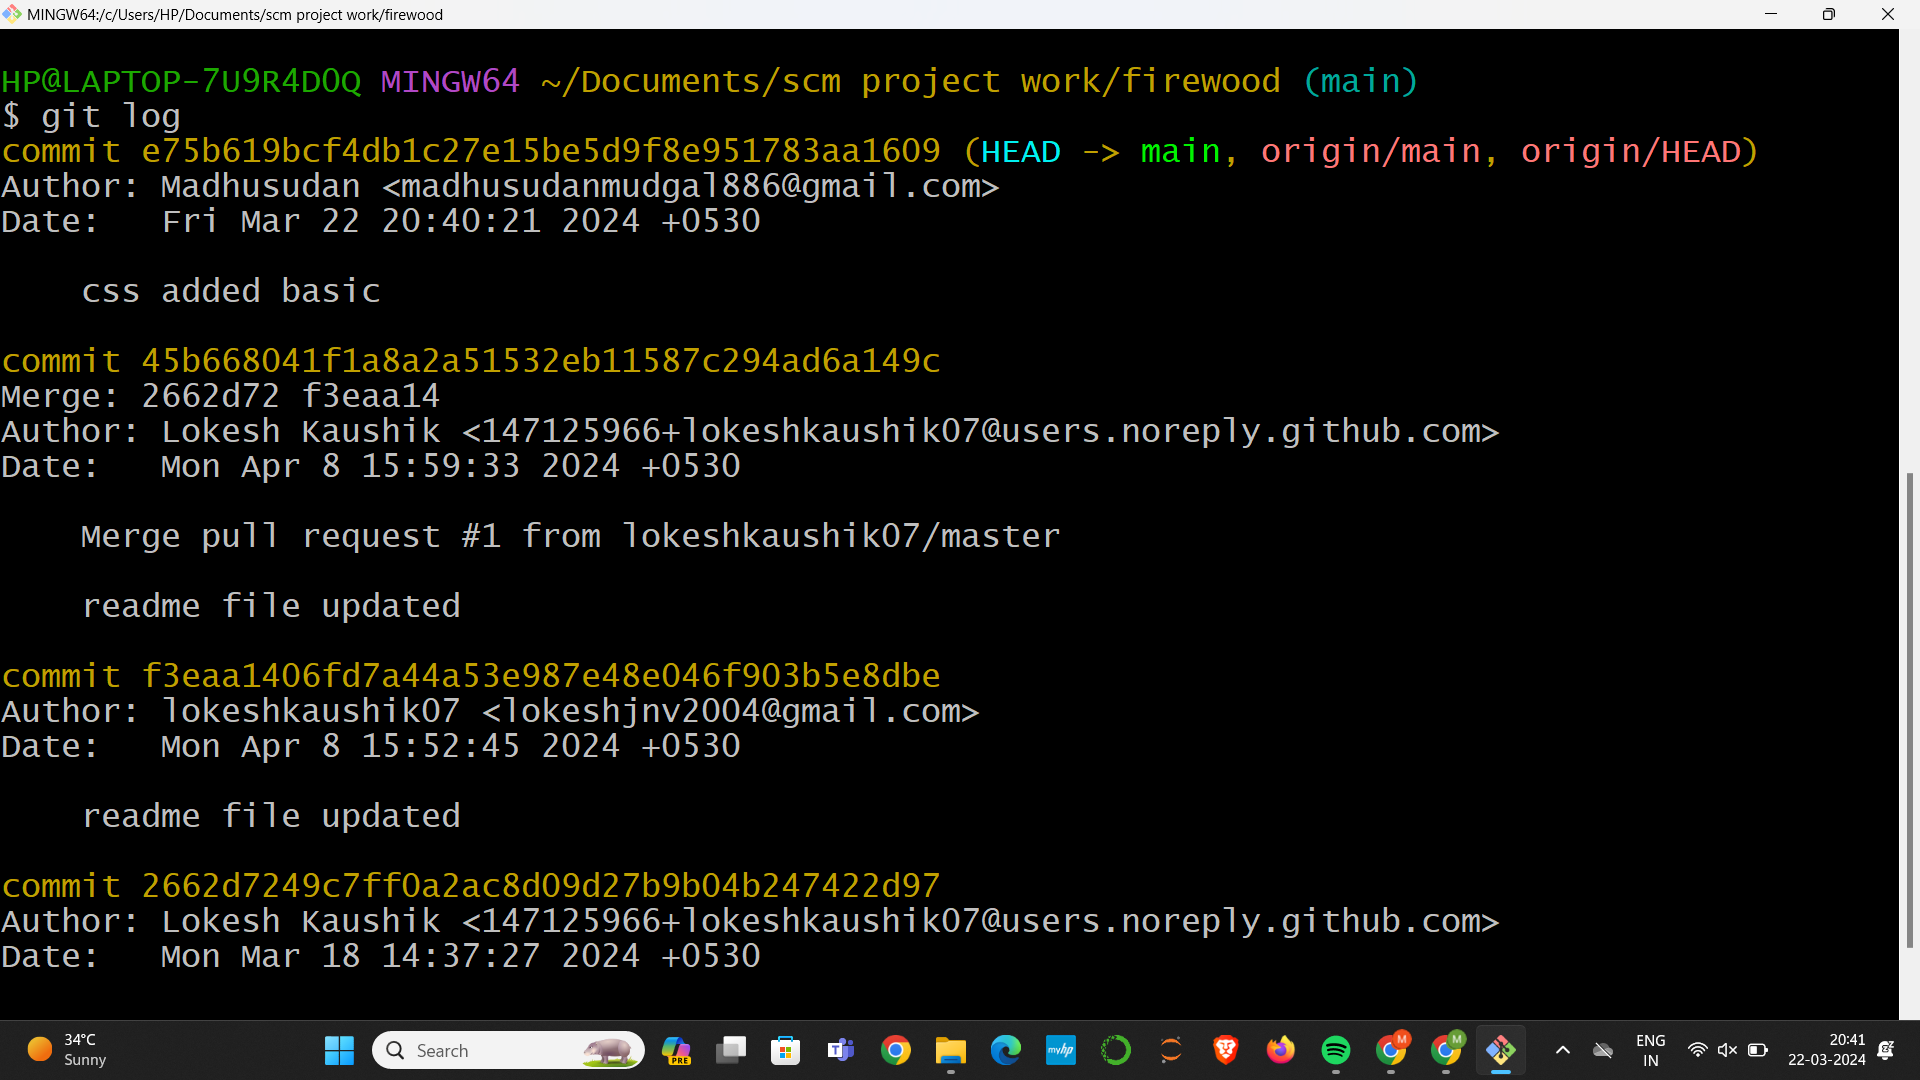 MINGW64:/c/Users/HP/Documents/scm project work/firewood
HP@LAPTOP-7U9R4D0Q MINGW64 ~/Documents/scm project work/firewood (main)
$ git log
commit e75b619bcf4db1c27e15be5d9f8e951783aa1609 (HEAD -> main, origin/main, origin/HEAD)
Author: Madhusudan <madhusudanmudgal886@gmail.com>
Date:   Fri Mar 22 20:40:21 2024 +0530
css added basic
commit 45b668041f1a8a2a51532eb11587c294ad6a149c
Merge: 2662d72 f3eaa14
Author: Lokesh Kaushik <147125966+lokeshkaushik07@users.noreply.github.com>
Date:   Mon Apr 8 15:59:33 2024 +0530
Merge pull request #1 from lokeshkaushik07/master
readme file updated
commit f3eaa1406fd7a44a53e987e48e046f903b5e8dbe
Author: lokeshkaushik07 <lokeshjnv2004@gmail.com>
Date:   Mon Apr 8 15:52:45 2024 +0530
readme file updated
commit 2662d7249c7ff0a2ac8d09d27b9b04b247422d97
Author: Lokesh Kaushik <147125966+lokeshkaushik07@users.noreply.github.com>
Date:   Mon Mar 18 14:37:27 2024 +0530
34°C
Sunny
Search
PRE
T
myhp
M
M
ENG
IN
20:41
22-03-2024